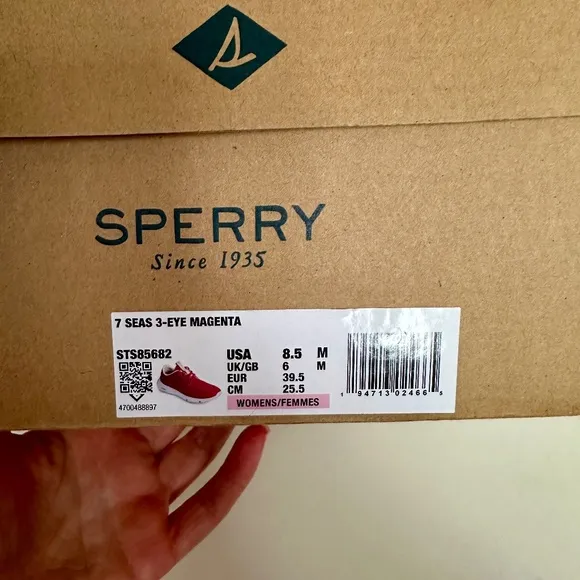 S
SPERRY
Since 1935
7 SEAS 3-EYE MAGENTA
STS85682
USA 8.5 M
UK/GB 6 M
EUR 39.5
CM 25.5
WOMENS/FEMMES
4700488897
1 94713 02466 5